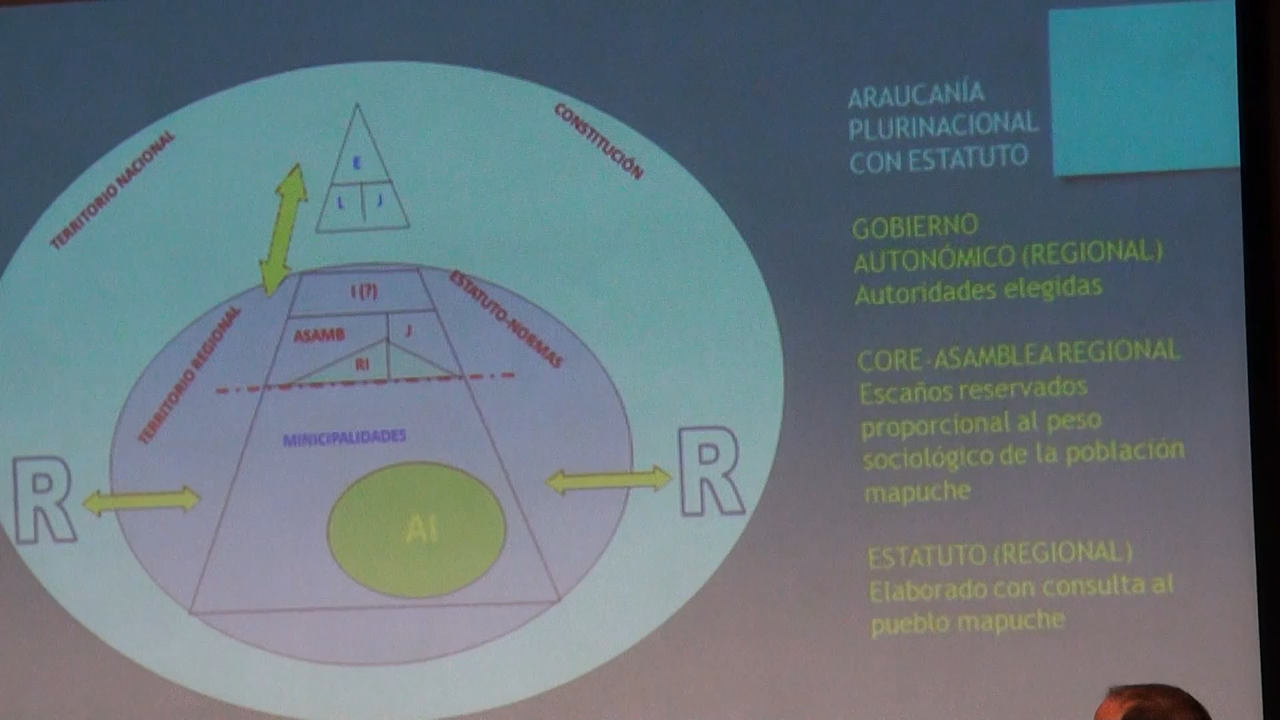 TERRITORIO NACIONAL
CONSTITUCIÓN
E
L J
TERRITORIO REGIONAL
ESTATUTO-NORMAS
I (?)
ASAMB J
RI
MINICIPALIDADES
AI
R
R
ARAUCANÍA
PLURINACIONAL
CON ESTATUTO
GOBIERNO
AUTONÓMICO (REGIONAL)
Autoridades elegidas
CORE-ASAMBLEA REGIONAL
Escaños reservados
proporcional al peso
sociológico de la población
mapuche
ESTATUTO (REGIONAL)
Elaborado con consulta al
pueblo mapuche